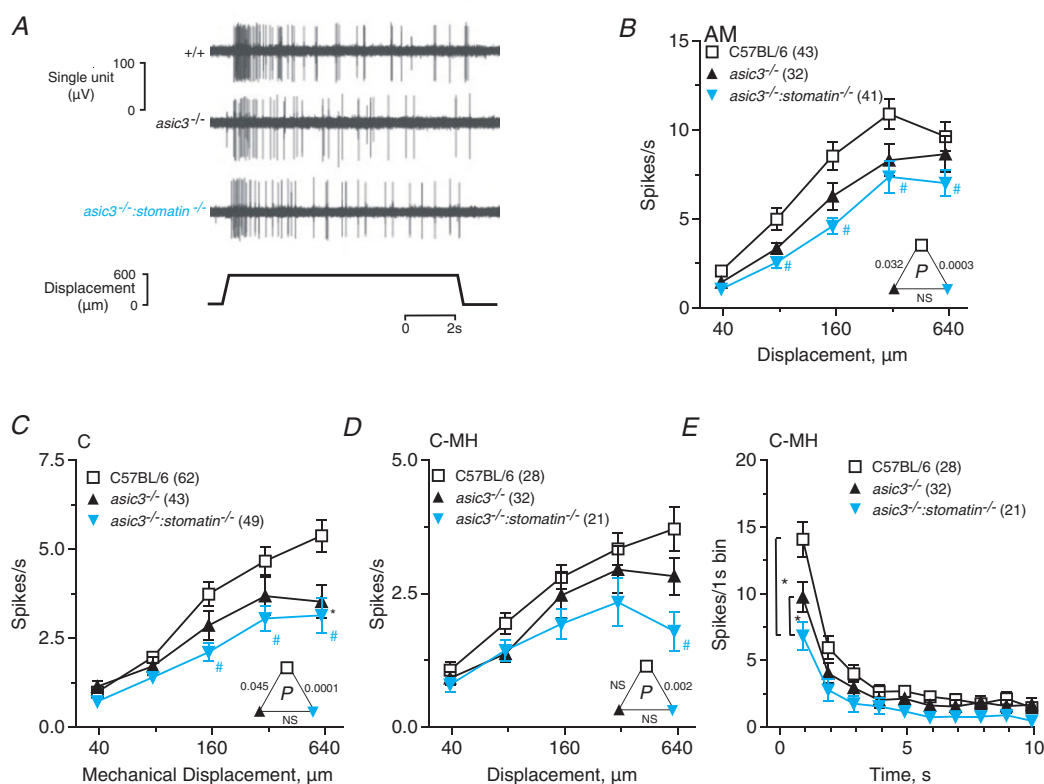 A
+/+
Single unit
(µV)
100
0
asic3-/-
asic3-/-:stomatin -/-
Displacement
(µm)
600
0
0 2s
B
AM
C57BL/6 (43)
asic3-/- (32)
asic3-/-:stomatin-/- (41)
Spikes/s
15
10
5
0
#
#
#
#
0.032 P 0.0003
NS
40 160 640
Displacement, µm
C
C
C57BL/6 (62)
asic3-/- (43)
asic3-/-:stomatin-/- (49)
Spikes/s
7.5
5.0
2.5
0.0
*
#
#
#
0.045 P 0.0001
NS
40 160 640
Mechanical Displacement, µm
D
C-MH
C57BL/6 (28)
asic3-/- (32)
asic3-/-:stomatin-/- (21)
Spikes/s
5.0
2.5
0.0
#
NS P 0.002
NS
40 160 640
Displacement, µm
E
C-MH
C57BL/6 (28)
asic3-/- (32)
asic3-/-:stomatin-/- (21)
Spikes/1s bin
20
15
10
5
0
*
*
0 5 10
Time, s